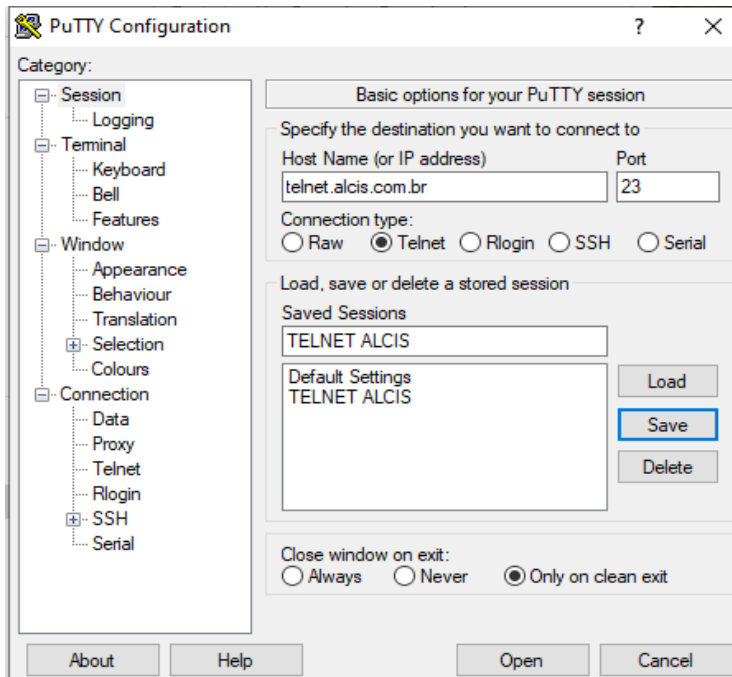 PuTTY Configuration
Category:
Session
Logging
Terminal
Keyboard
Bell
Features
Window
Appearance
Behaviour
Translation
Selection
Colours
Connection
Data
Proxy
Telnet
Rlogin
SSH
Serial
Basic options for your PuTTY session
Specify the destination you want to connect to
Host Name (or IP address) Port
telnet.alcis.com.br 23
Connection type:
Raw Telnet Rlogin SSH Serial
Load, save or delete a stored session
Saved Sessions
TELNET ALCIS
Default Settings
TELNET ALCIS
Load
Save
Delete
Close window on exit:
Always Never Only on clean exit
About Help Open Cancel